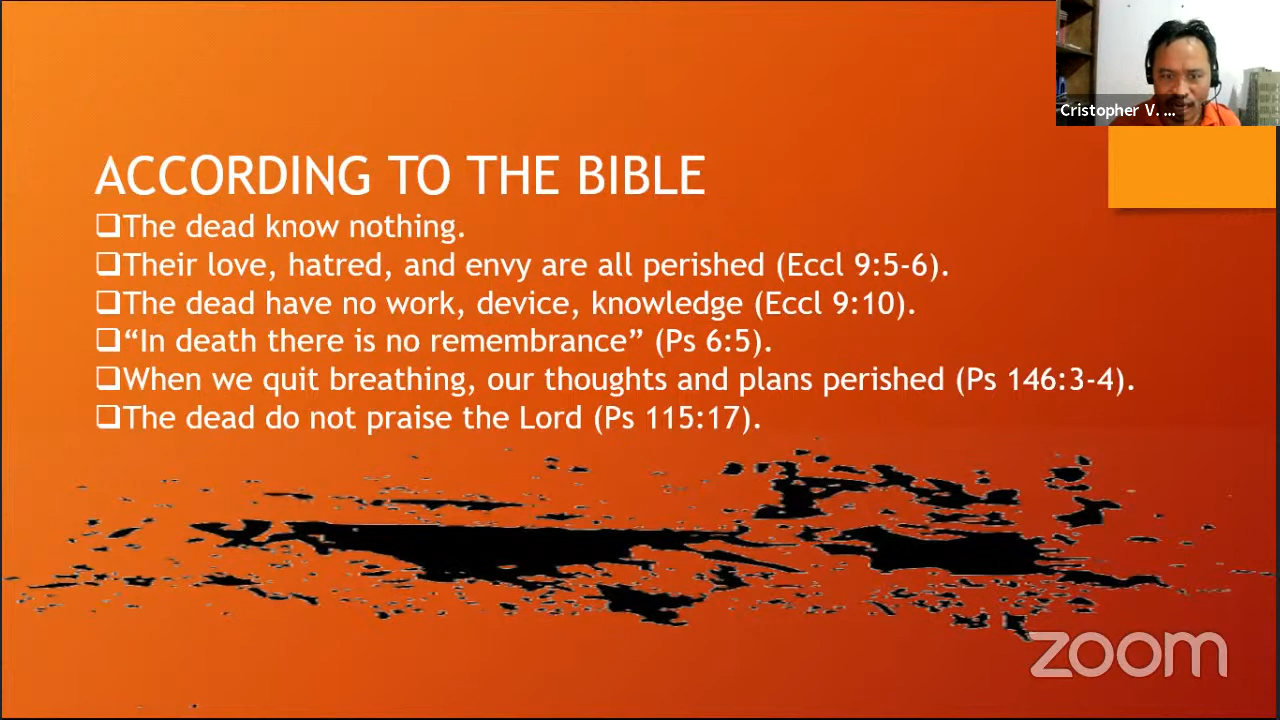 Cristopher V. ...
ACCORDING TO THE BIBLE
❑The dead know nothing.
❑Their love, hatred, and envy are all perished (Eccl 9:5-6).
❑The dead have no work, device, knowledge (Eccl 9:10).
❑“In death there is no remembrance” (Ps 6:5).
❑When we quit breathing, our thoughts and plans perished (Ps 146:3-4).
❑The dead do not praise the Lord (Ps 115:17).
zoom